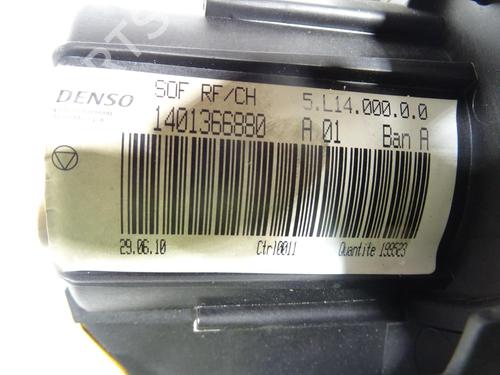 DENSO
SOF RF/CH 5.L14.000.0.0
1401366880 A 01 Ban A
29.06.10 Ctrl0011 Quantite 199523